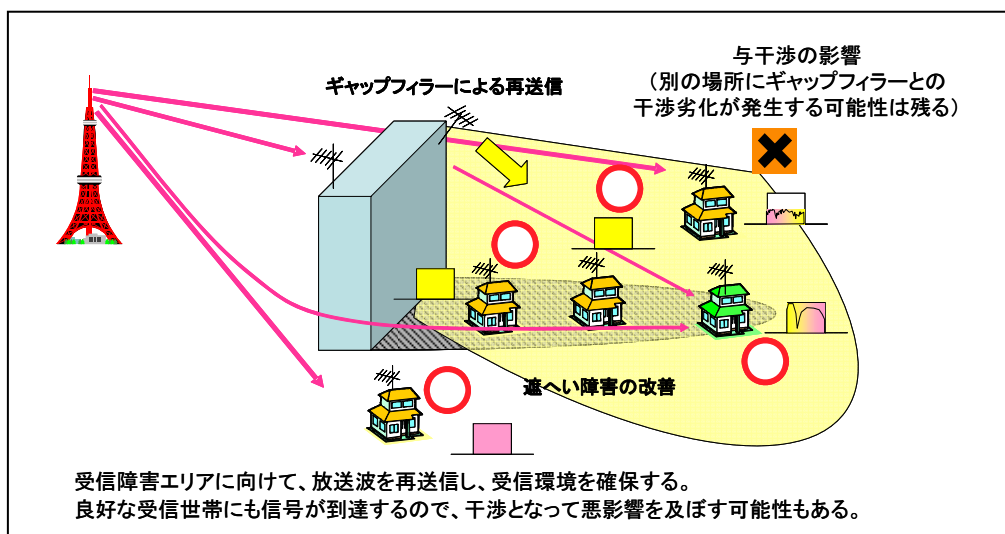 与干渉の影響
(別の場所にギャップフィラーとの
干渉劣化が発生する可能性は残る)
ギャップフィラーによる再送信
遮へい障害の改善
受信障害エリアに向けて、放送波を再送信し、受信環境を確保する。
良好な受信世帯にも信号が到達するので、干渉となって悪影響を及ぼす可能性もある。